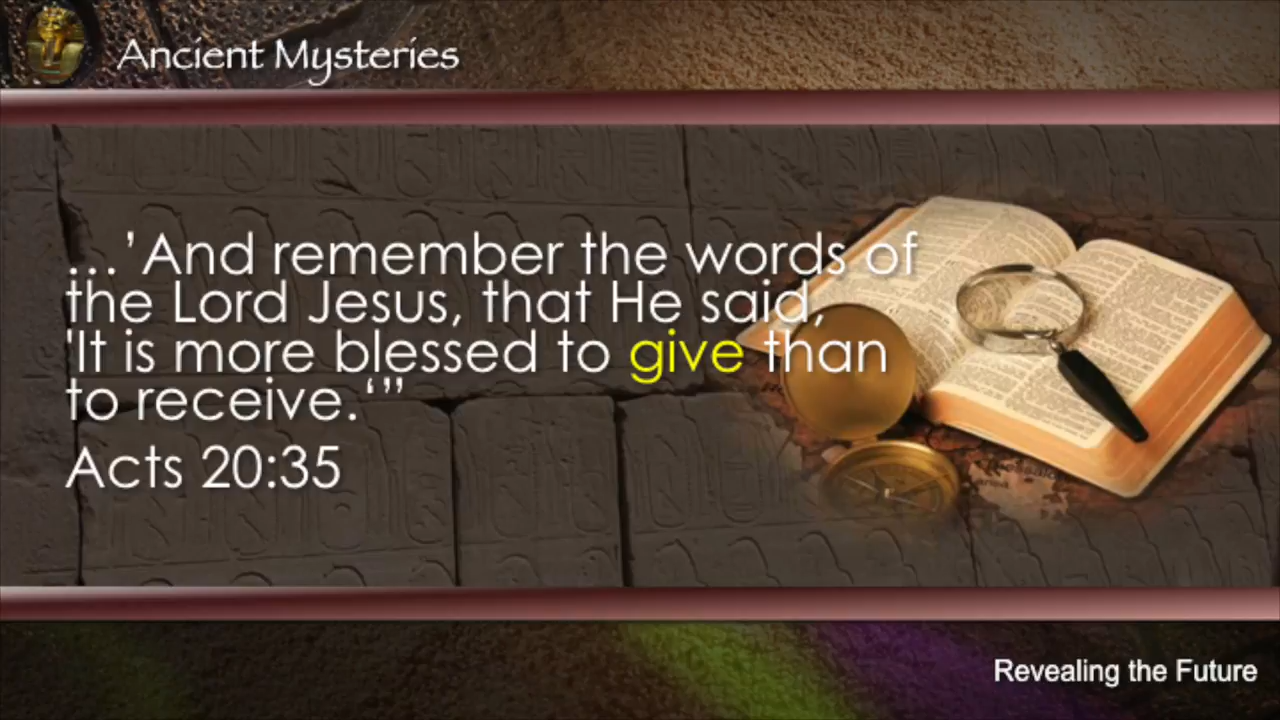 Ancient Mysteries
…’And remember the words of
the Lord Jesus, that He said,
'It is more blessed to give than
to receive.‘”
Acts 20:35
Revealing the Future